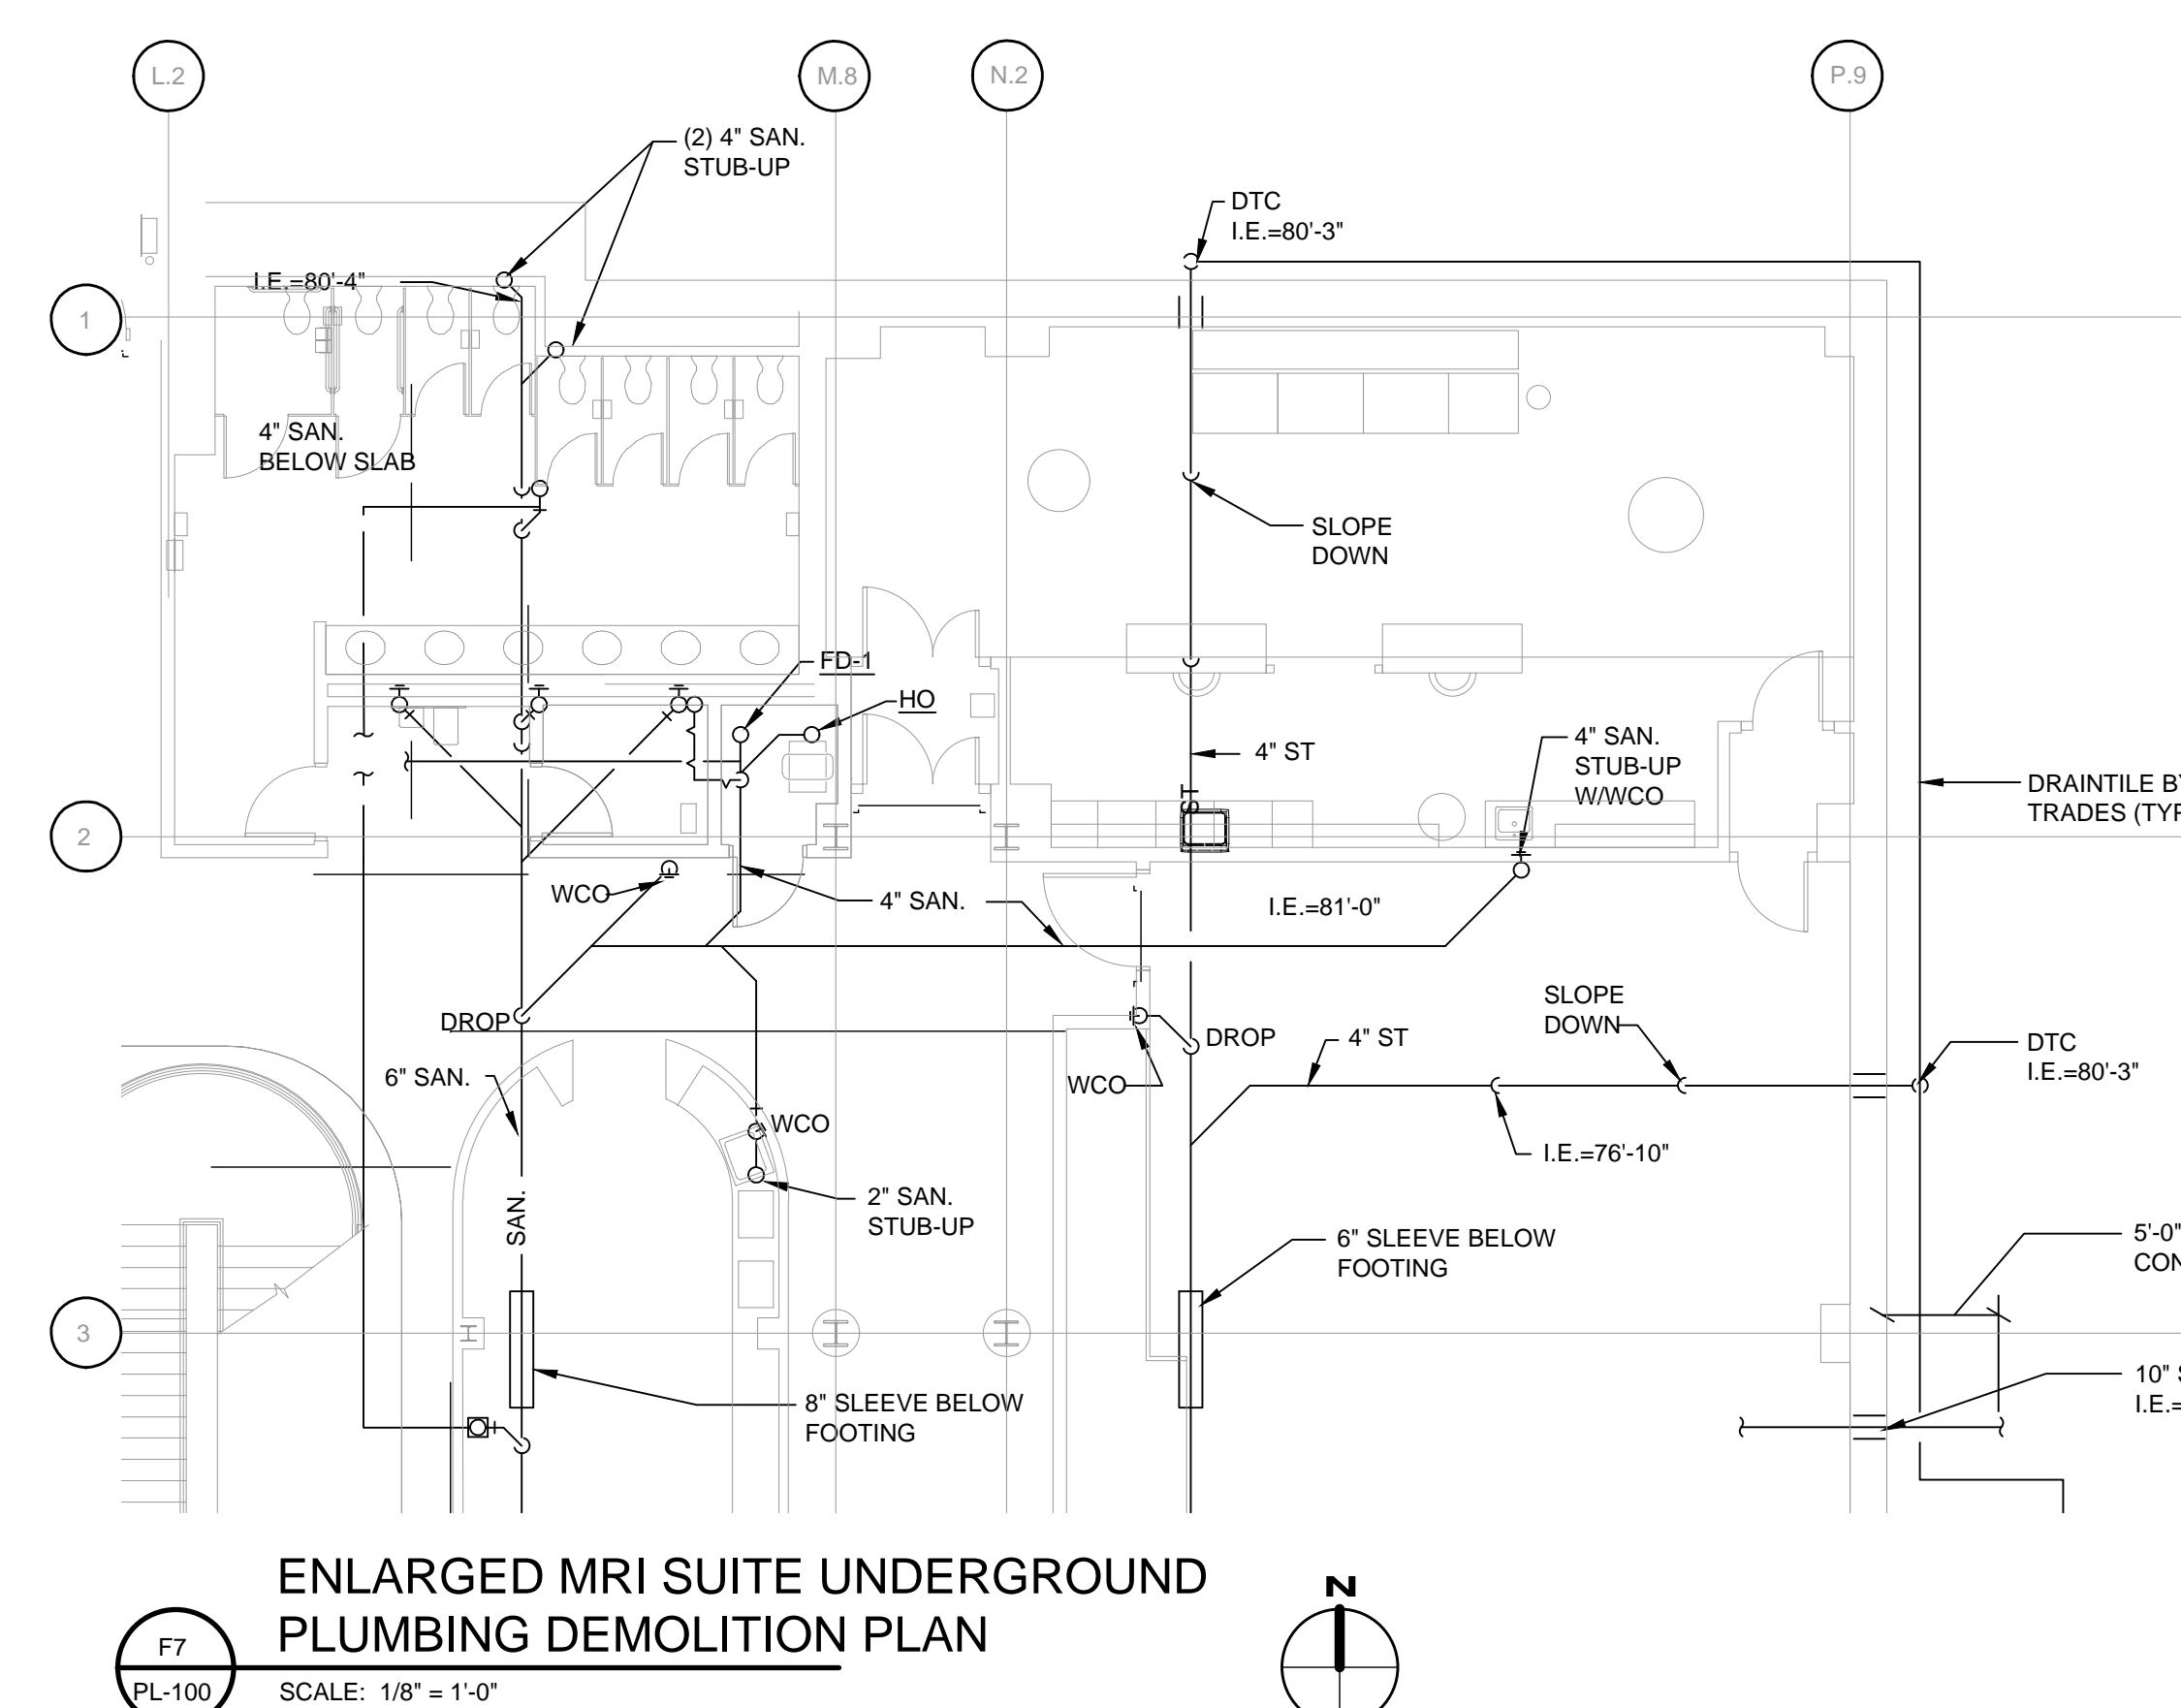 L.2
M.8
N.2
P.9
(2) 4" SAN.
STUB-UP
DTC
I.E.=80'-3"
I.E.=80'-4"
1
4" SAN.
BELOW SLAB
SLOPE
DOWN
FD-1
HO
4" ST
4" SAN.
STUB-UP
W/WCO
ST
DRAINTILE BY
TRADES (TYP
2
WCO
4" SAN.
I.E.=81'-0"
DROP
SLOPE
DOWN
DROP
4" ST
DTC
I.E.=80'-3"
6" SAN.
WCO
WCO
I.E.=76'-10"
SAN.
2" SAN.
STUB-UP
6" SLEEVE BELOW
FOOTING
5'-0"
CON
3
8" SLEEVE BELOW
FOOTING
10" S
I.E.=
ENLARGED MRI SUITE UNDERGROUND
PLUMBING DEMOLITION PLAN
F7
PL-100
SCALE: 1/8" = 1'-0"
N